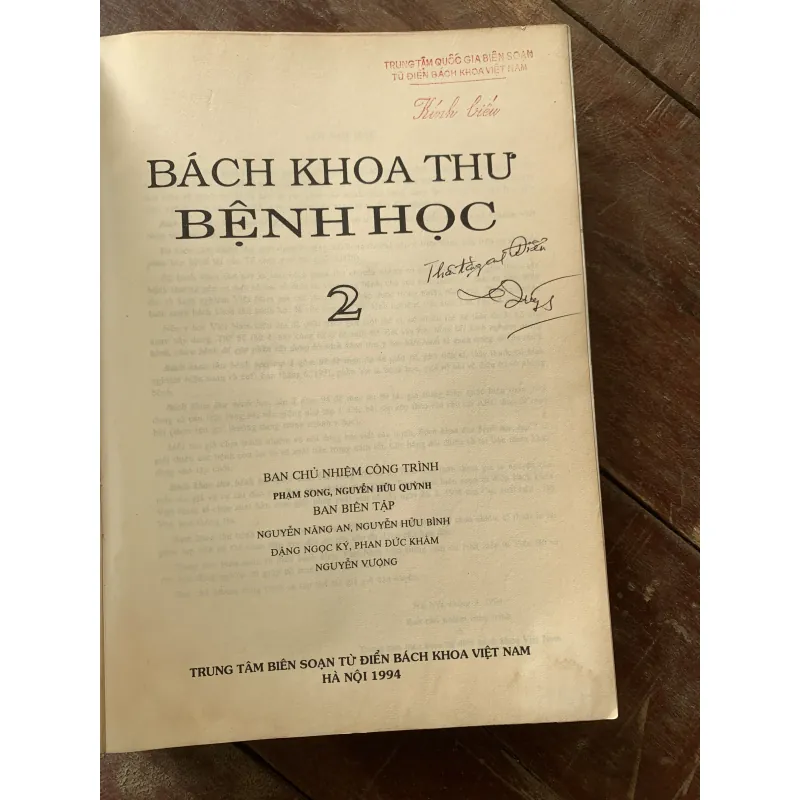 TRUNG TÂM QUỐC GIA BIÊN SOẠN
TỪ ĐIỂN BÁCH KHOA VIỆT NAM
Kính biếu
BÁCH KHOA THƯ
BỆNH HỌC
Thân tặng
2
BAN CHỦ NHIỆM CÔNG TRÌNH
PHẠM SONG, NGUYỄN HỮU QUỲNH
BAN BIÊN TẬP
NGUYỄN NĂNG AN, NGUYỄN HỮU BÌNH
ĐẶNG NGỌC KÝ, PHAN ĐỨC KHÂM
NGUYỄN VƯỢNG
TRUNG TÂM BIÊN SOẠN TỪ ĐIỂN BÁCH KHOA VIỆT NAM
HÀ NỘI 1994